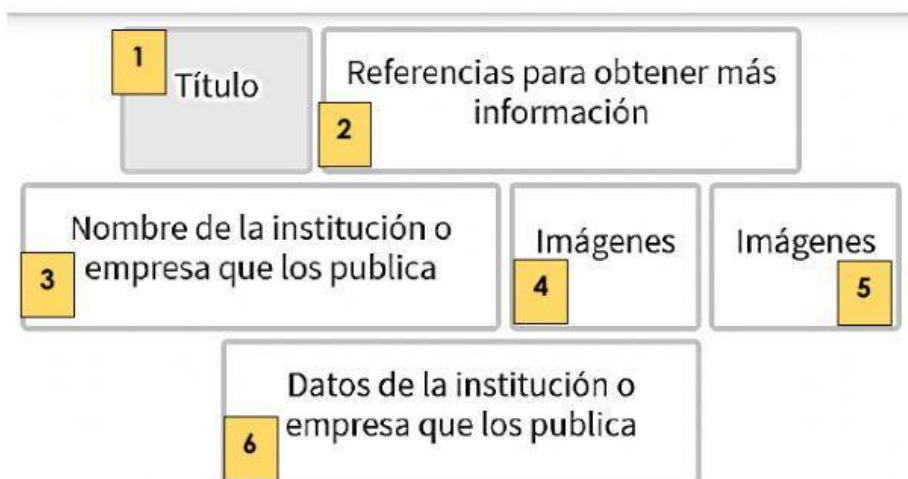 1
Título
Referencias para obtener más
información
2
Nombre de la institución o
empresa que los publica
3
Imágenes
4
Imágenes
5
Datos de la institución o
empresa que los publica
6